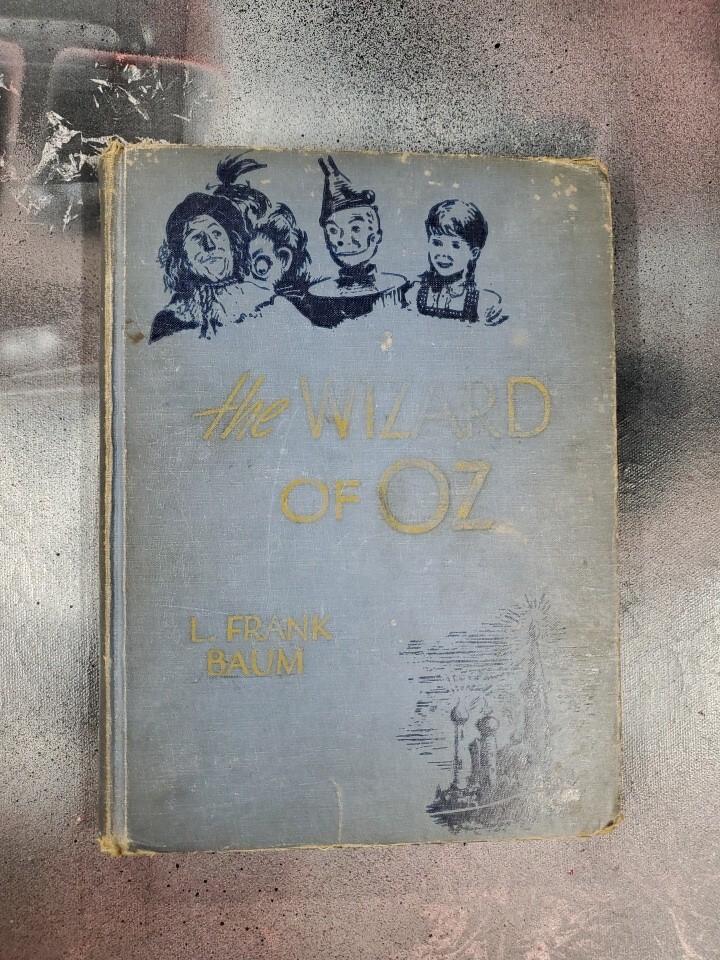 the WIZARD
OF OZ
L. FRANK
BAUM